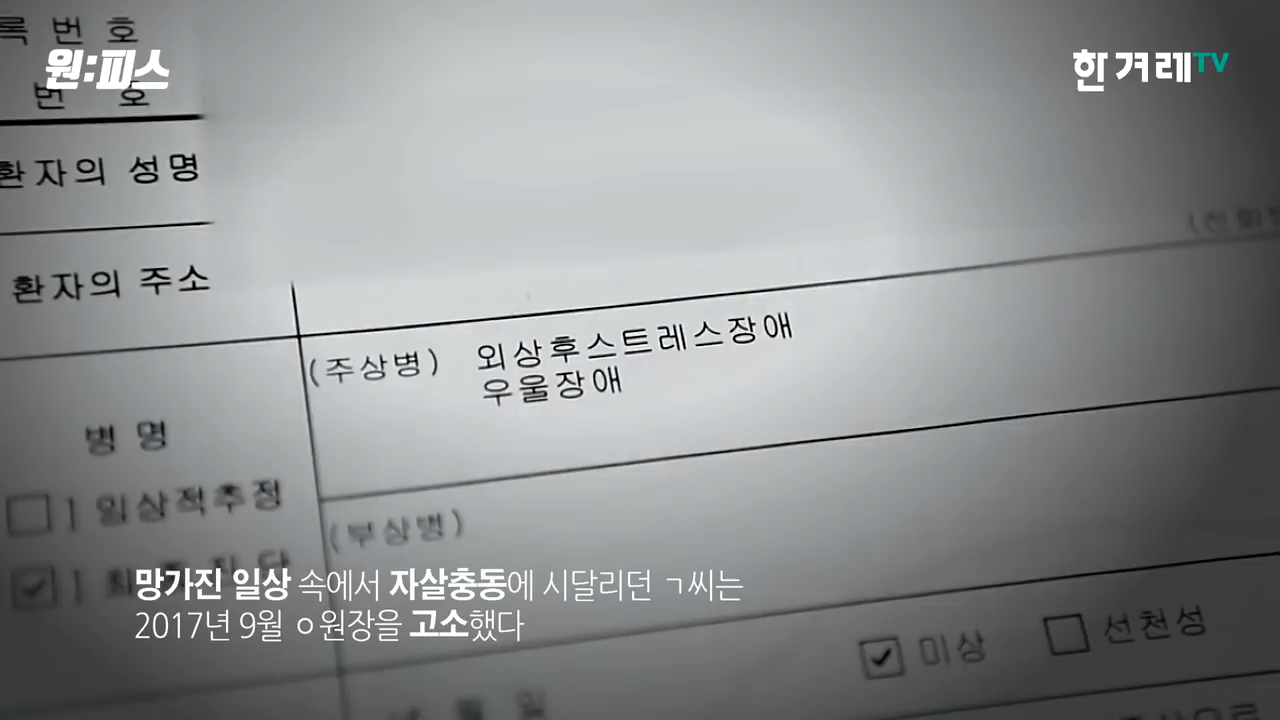 록 번 호
원:피스
한겨레TV
번 호
환자의 성명
환자의 주소
(주상병) 외상후스트레스장애
우울장애
병 명
] 임상적추정
(부상병)
망가진 일상 속에서 자살충동에 시달리던 ㄱ씨는
2017년 9월 ㅇ원장을 고소했다
미상 선천성
년 월 일